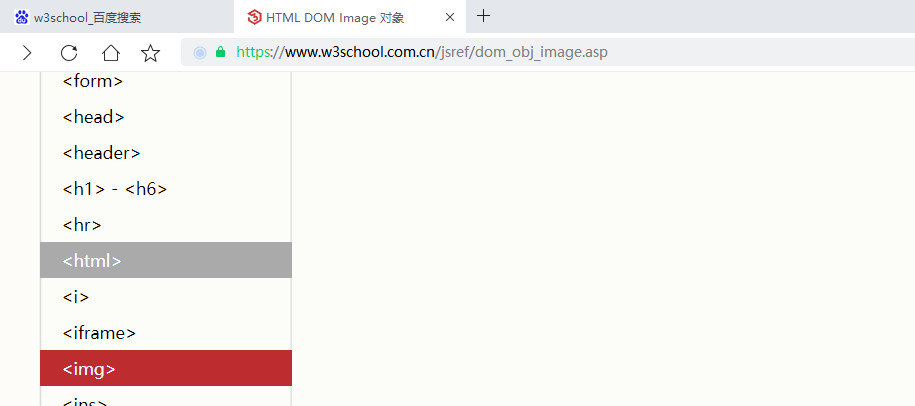 w3school_百度搜索
HTML DOM Image 对象
https://www.w3school.com.cn/jsref/dom_obj_image.asp
<form>
<head>
<header>
<h1> - <h6>
<hr>
<html>
<i>
<iframe>
<img>
<ins>